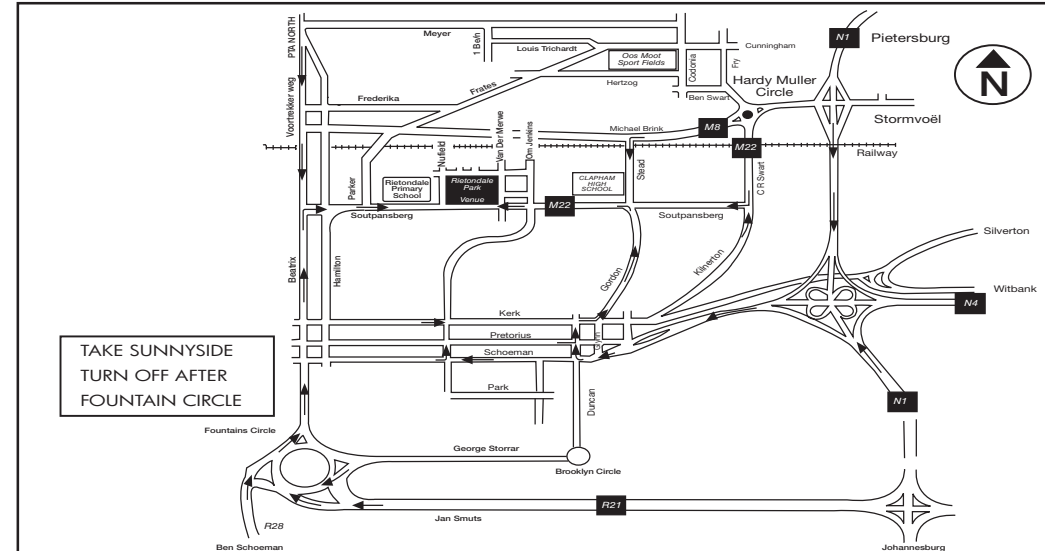 PTA NORTH
Meyer
1 Be/n
Louis Trichardt
Oos Moot
Sport Fields
Codonia
Fry
Cunningham
N1
Pietersburg
N
Hertzog
Hardy Muller
Circle
Voortrekker weg
Frederika
Frates
Ben Swart
Stormvoël
Michael Brink
M8
M22
Railway
Nufield
Van Der Merwe
Om Jenkins
Stead
C R Swart
Parker
Rietondale
Primary
School
Rietondale
Park
Venue
CLAPHAM
HIGH
SCHOOL
M22
Soutpansberg
Soutpansberg
Silverton
Beatrix
Hamilton
Gordon
Kilnerton
Witbank
N4
Kerk
Pretorius
Glyn
Schoeman
TAKE SUNNYSIDE
TURN OFF AFTER
FOUNTAIN CIRCLE
Park
Duncan
N1
Fountains Circle
George Storrar
Brooklyn Circle
R21
Jan Smuts
R28
Ben Schoeman
Johannesburg